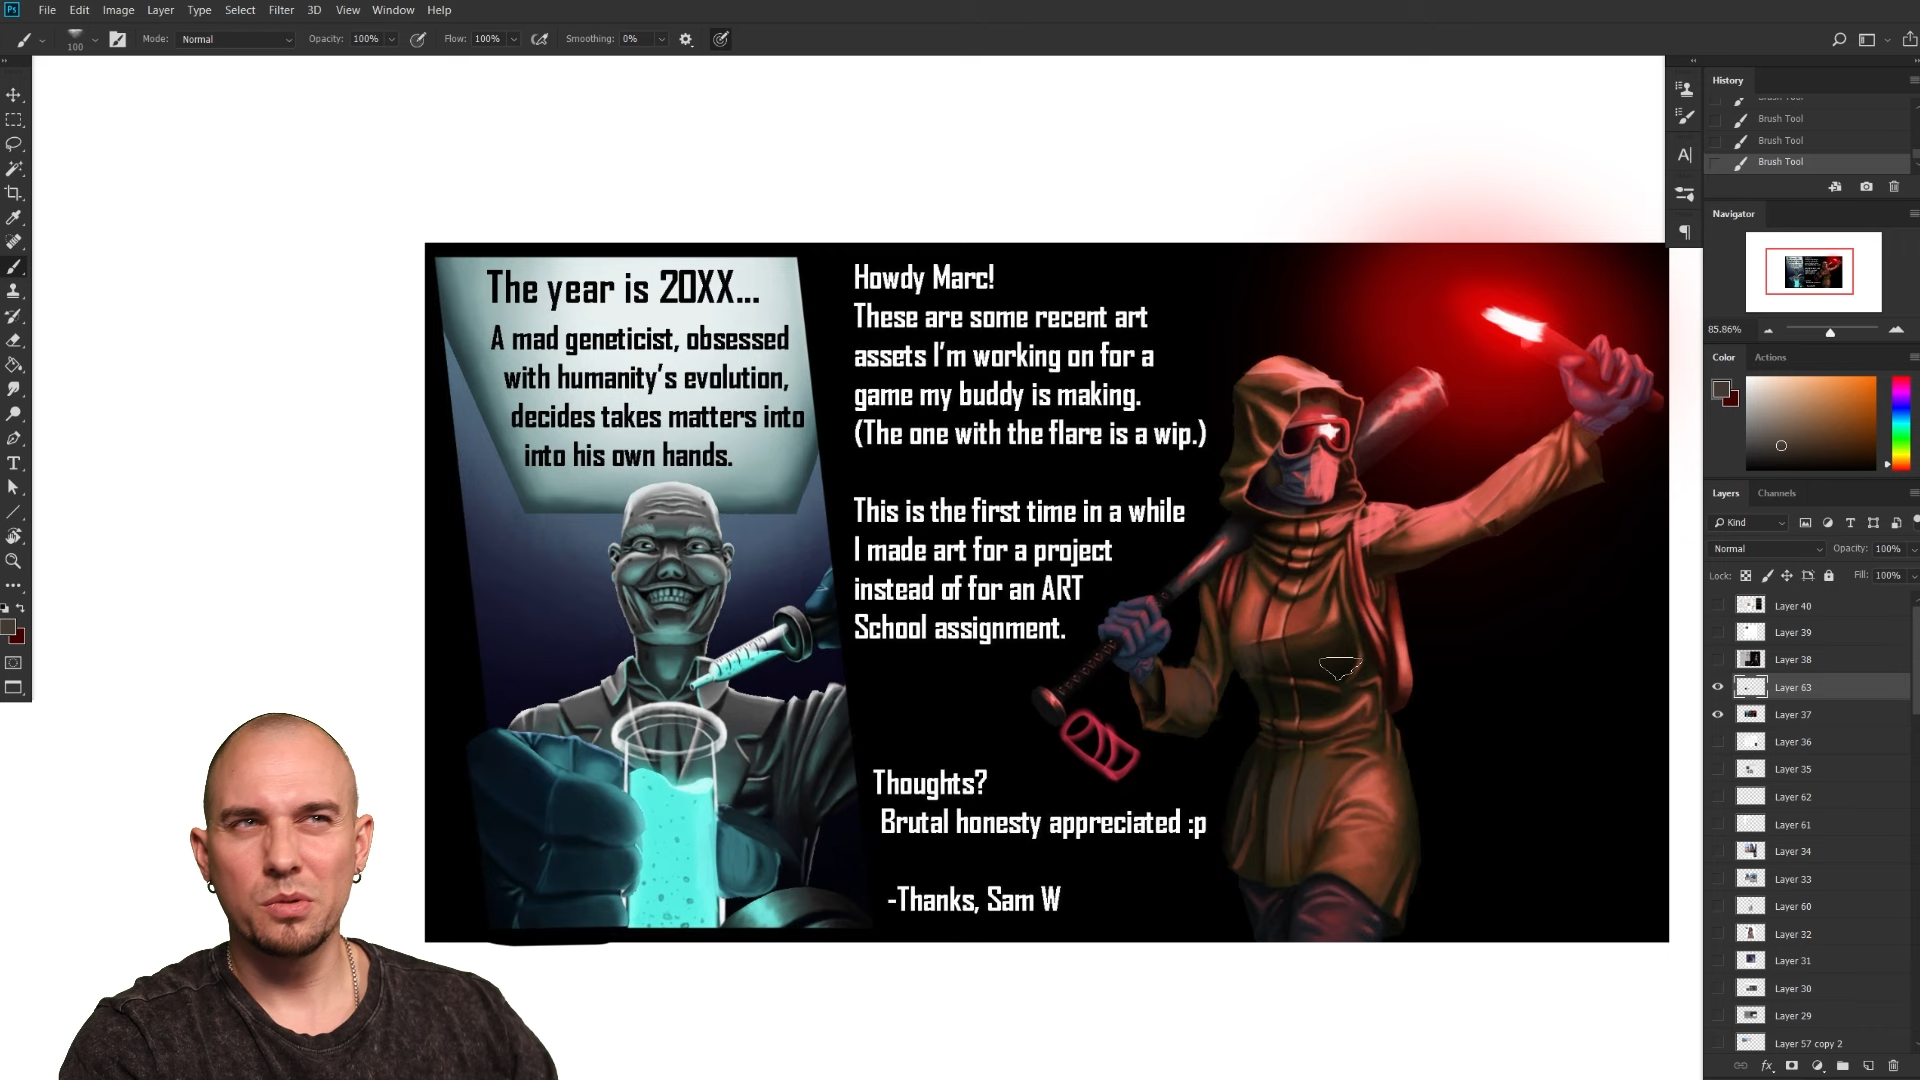 Ps File Edit Image Layer Type Select Filter 3D View Window Help
100 Mode: Normal Opacity: 100% Flow: 100% Smoothing: 0%
The year is 20XX...
A mad geneticist, obsessed
with humanity's evolution,
decides takes matters into
into his own hands.
Howdy Marc!
These are some recent art
assets I'm working on for a
game my buddy is making.
(The one with the flare is a wip.)
This is the first time in a while
I made art for a project
instead of for an ART
School assignment.
Thoughts?
Brutal honesty appreciated :p
-Thanks, Sam W
History
Brush Tool
Brush Tool
Brush Tool
Brush Tool
Navigator
85.86%
Color Actions
Layers Channels
Kind
Normal Opacity: 100%
Lock: Fill: 100%
Layer 40
Layer 39
Layer 38
Layer 63
Layer 37
Layer 36
Layer 35
Layer 62
Layer 61
Layer 34
Layer 33
Layer 60
Layer 32
Layer 31
Layer 30
Layer 29
Layer 57 copy 2
fx